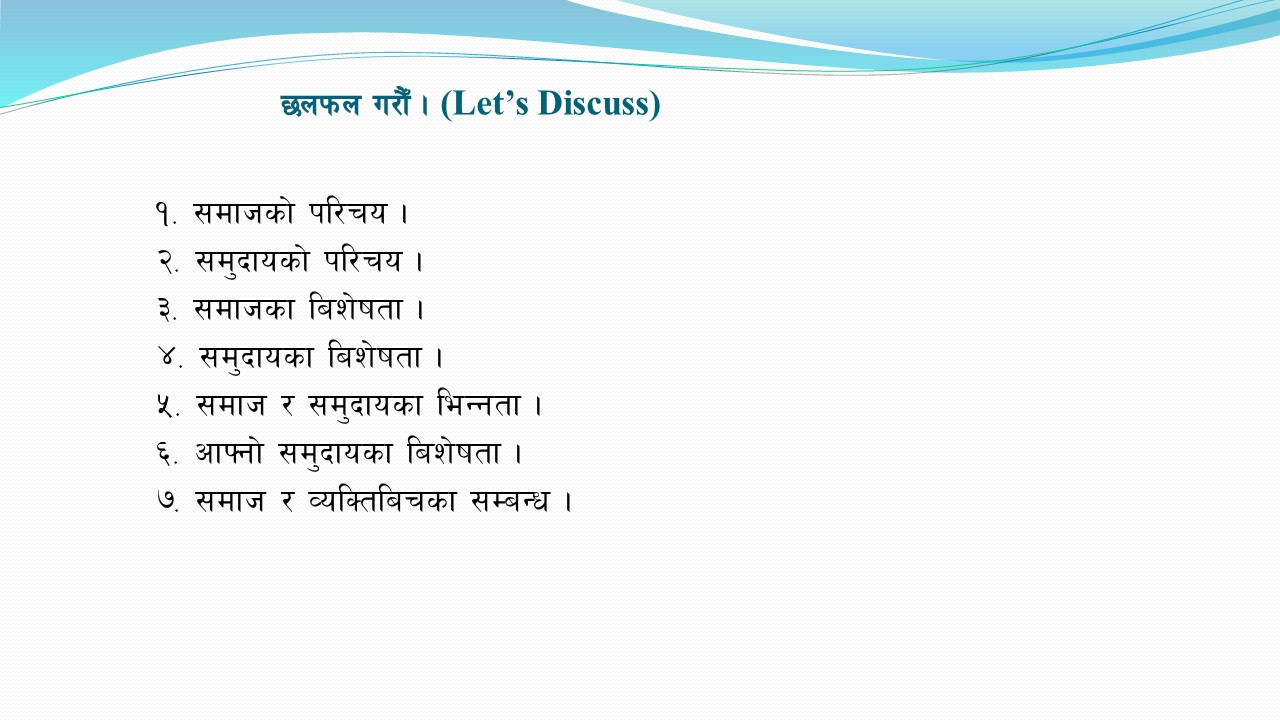 छलफल गरौँ । (Let’s Discuss)
१. समाजको परिचय ।
२. समुदायको परिचय ।
३. समाजका बिशेषता ।
४. समुदायका बिशेषता ।
५. समाज र समुदायका भिन्नता ।
६. आफ्नो समुदायका बिशेषता ।
७. समाज र व्यक्तिबिचका सम्बन्ध ।